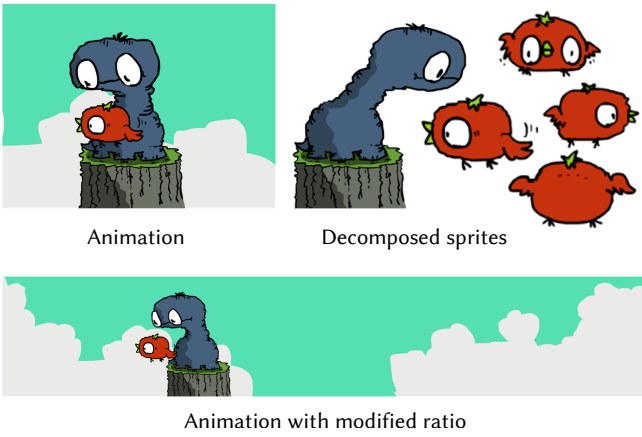 Animation
Decomposed sprites
Animation with modified ratio